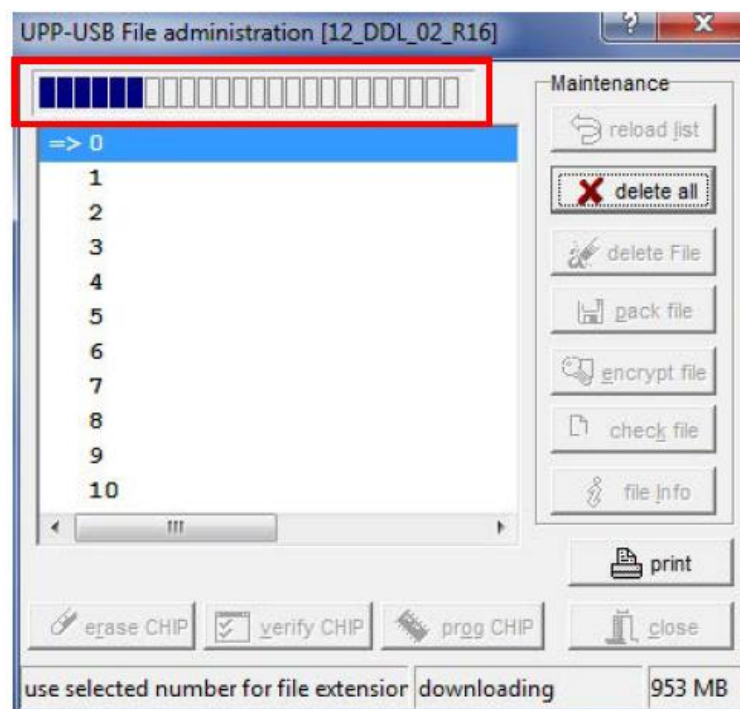 UPP-USB File administration [12_DDL_02_R16]
? X
Maintenance
reload list
=> 0
1
delete all
2
3
delete File
4
5
pack file
6
encrypt file
7
8
check file
9
10
file Info
print
erase CHIP verify CHIP prog CHIP close
use selected number for file extension downloading 953 MB